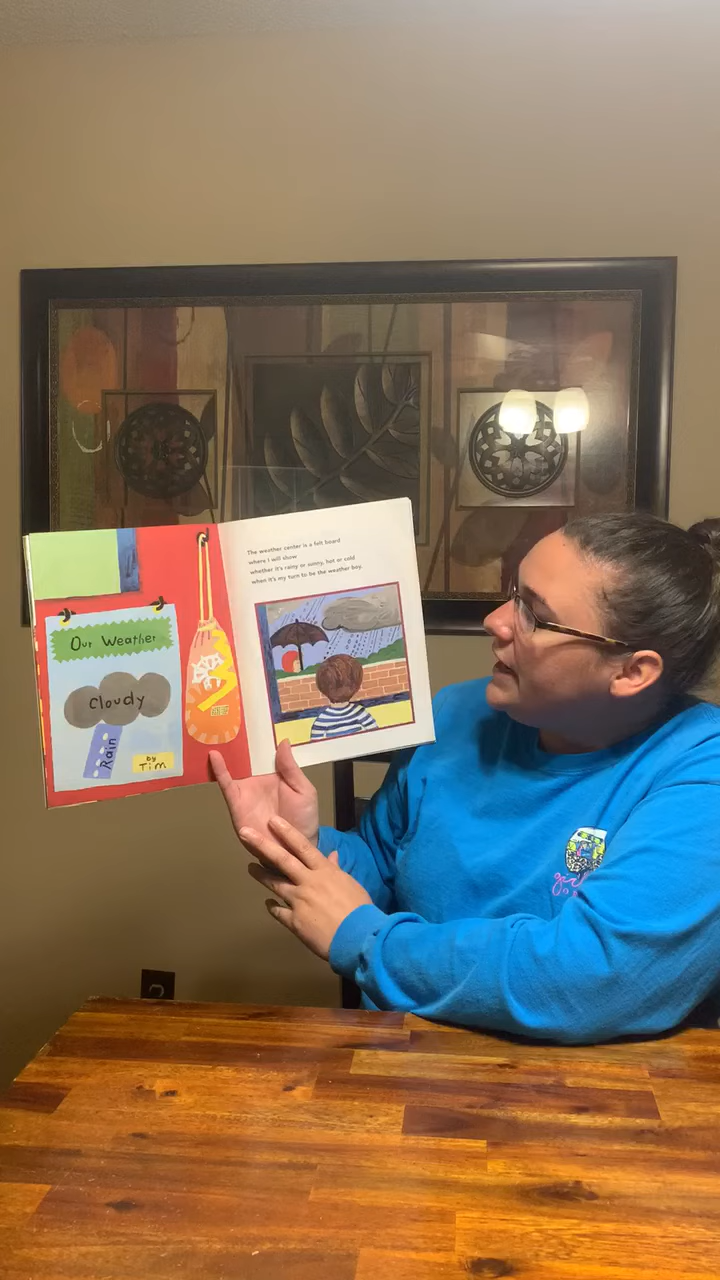 Our Weather
Cloudy
Rain
by
Tim
The weather center is a felt board
where I will show
whether it's rainy or sunny, hot or cold
when it's my turn to be the weather boy.